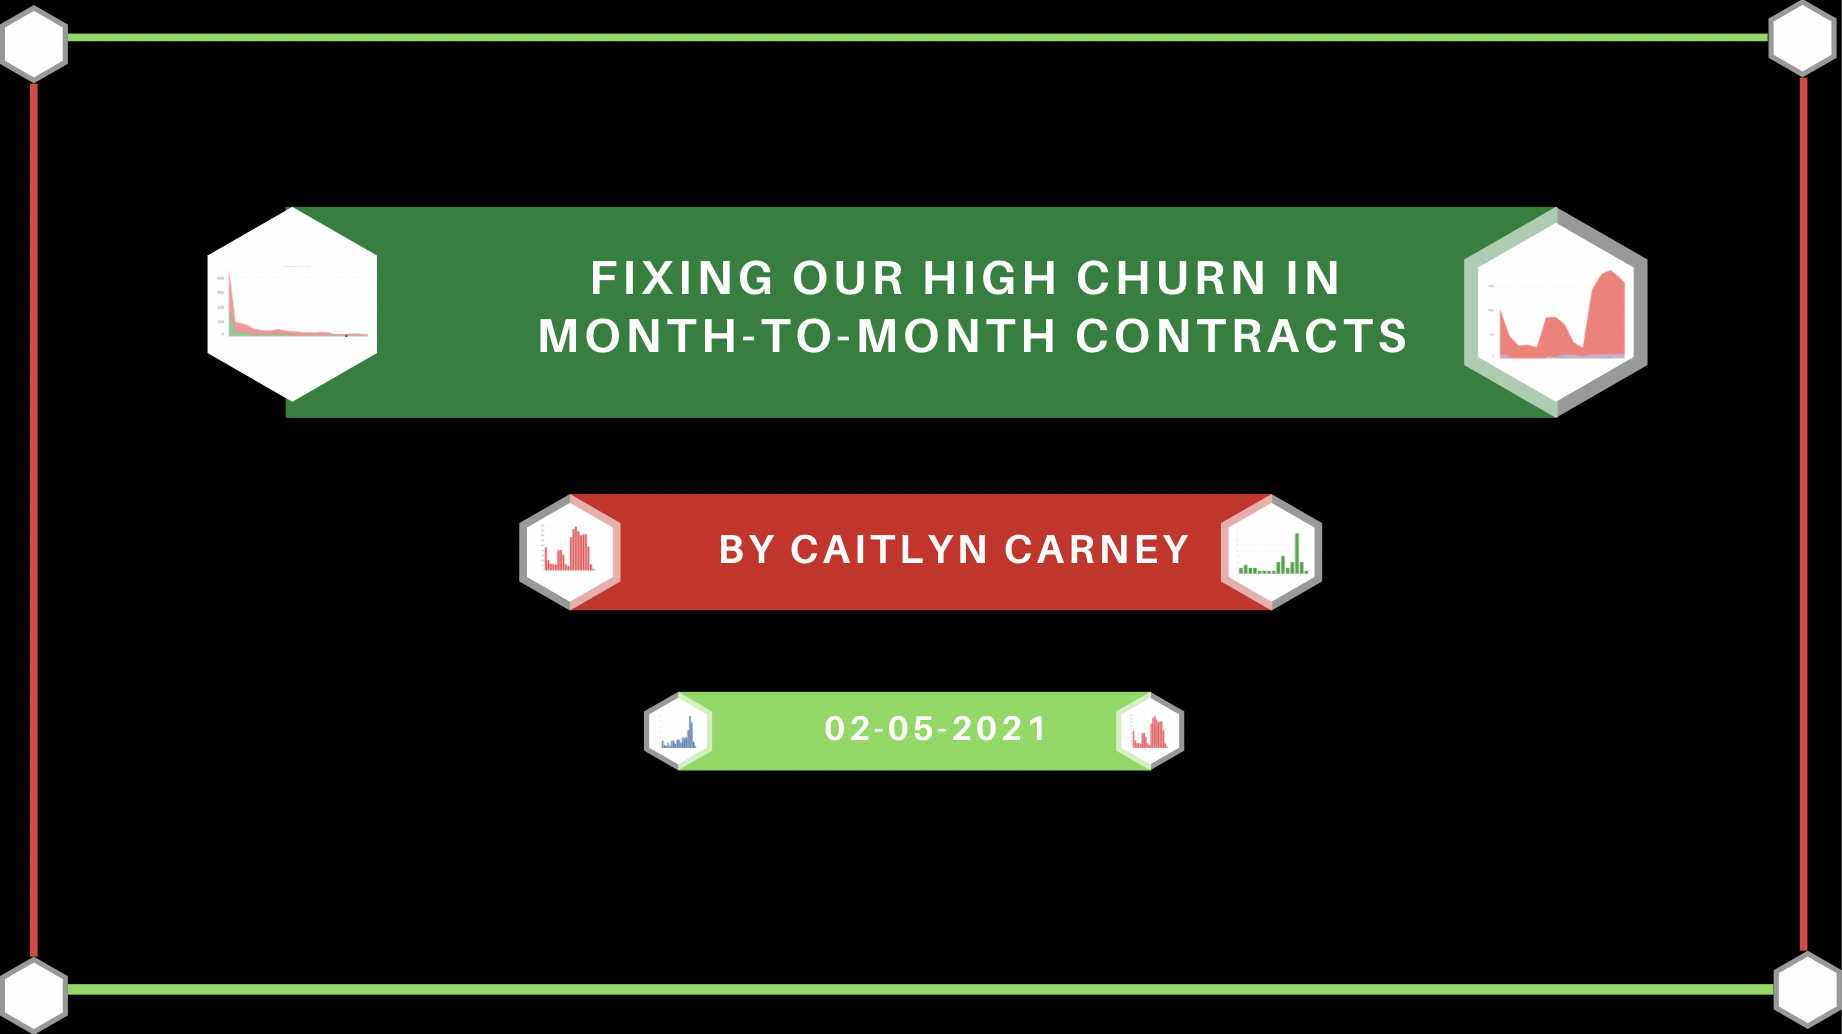 FIXING OUR HIGH CHURN IN
MONTH-TO-MONTH CONTRACTS
BY CAITLYN CARNEY
02-05-2021